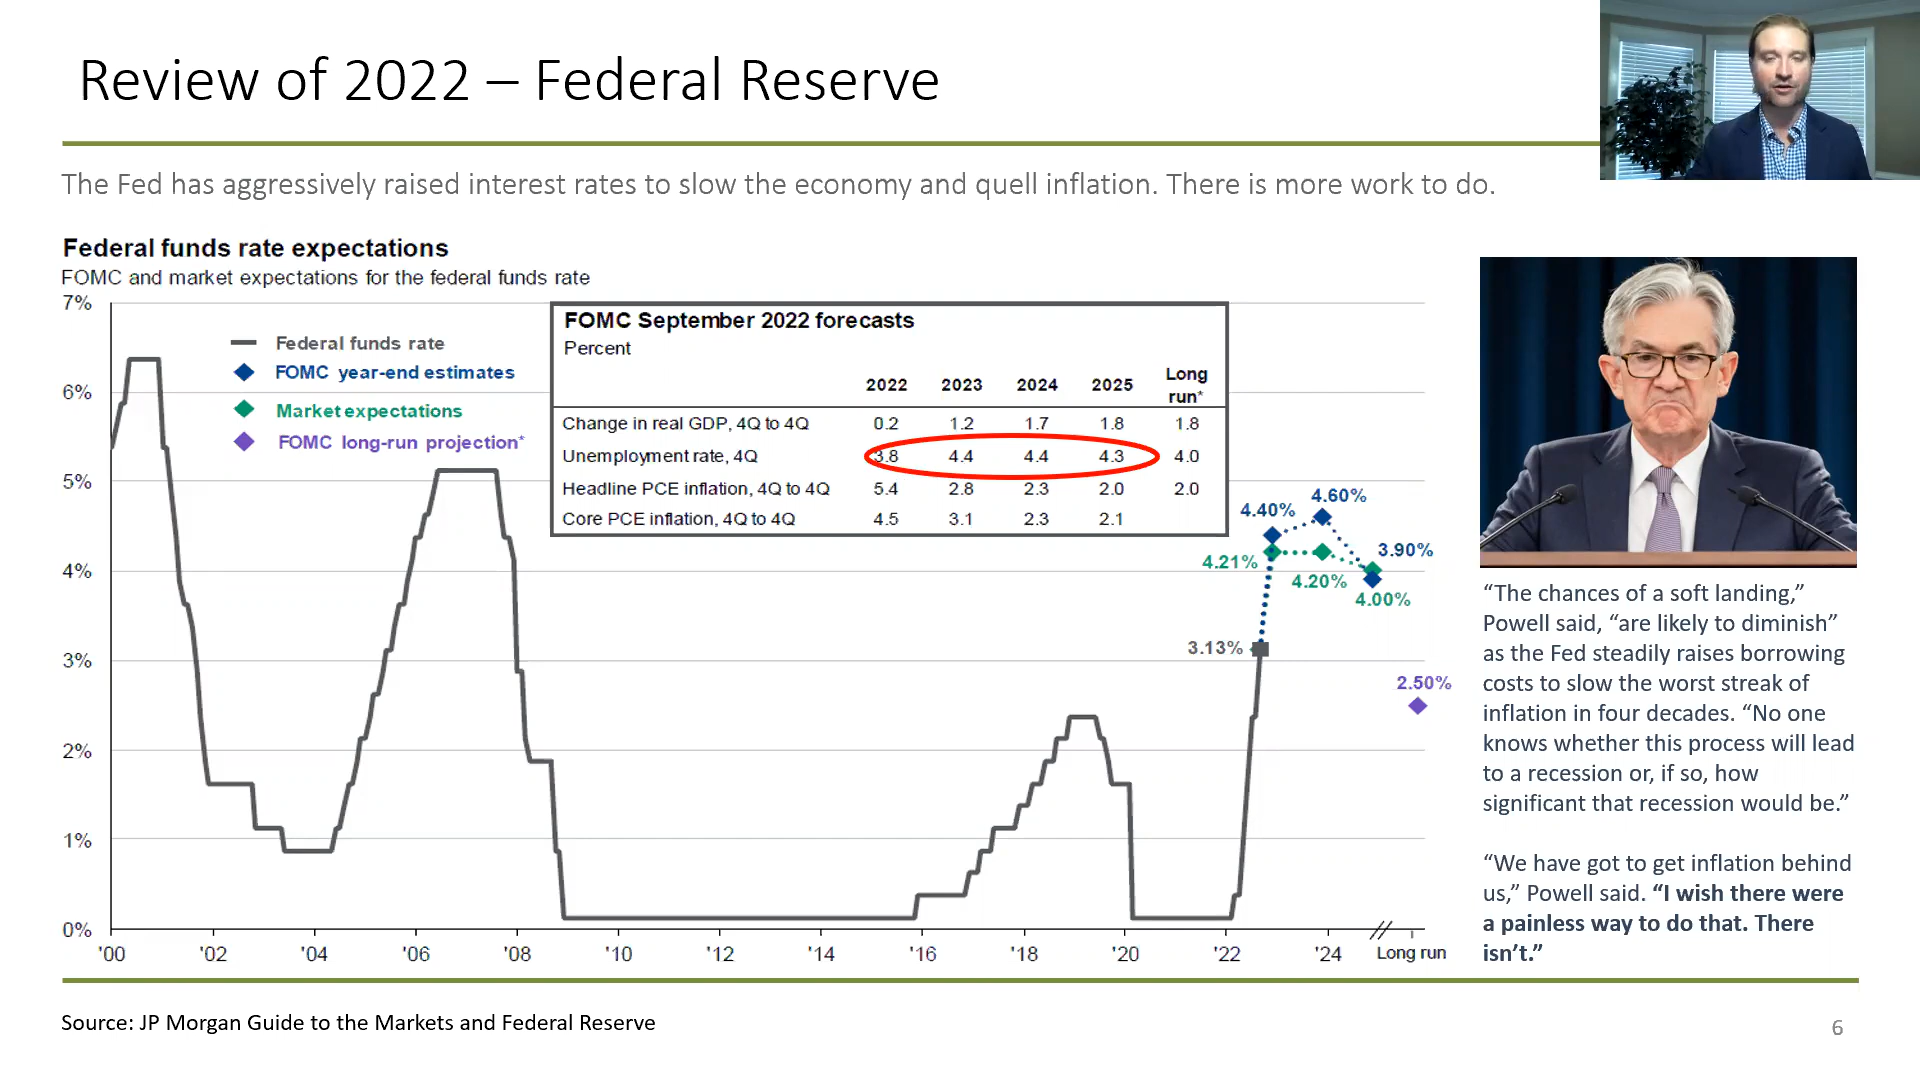 Review of 2022 – Federal Reserve
The Fed has aggressively raised interest rates to slow the economy and quell inflation. There is more work to do.
Federal funds rate expectations
FOMC and market expectations for the federal funds rate
7%
6%
5%
4%
3%
2%
1%
0%
Federal funds rate
FOMC year-end estimates
Market expectations
FOMC long-run projection*
FOMC September 2022 forecasts
Percent
2022 2023 2024 2025 Long run*
Change in real GDP, 4Q to 4Q 0.2 1.2 1.7 1.8 1.8
Unemployment rate, 4Q 3.8 4.4 4.4 4.3 4.0
Headline PCE inflation, 4Q to 4Q 5.4 2.8 2.3 2.0 2.0
Core PCE inflation, 4Q to 4Q 4.5 3.1 2.3 2.1
4.60%
4.40%
3.90%
4.21%
4.20%
4.00%
3.13%
2.50%
'00 '02 '04 '06 '08 '10 '12 '14 '16 '18 '20 '22 '24 Long run
“The chances of a soft landing,”
Powell said, “are likely to diminish”
as the Fed steadily raises borrowing
costs to slow the worst streak of
inflation in four decades. “No one
knows whether this process will lead
to a recession or, if so, how
significant that recession would be.”
“We have got to get inflation behind
us,” Powell said. “I wish there were
a painless way to do that. There
isn’t.”
Source: JP Morgan Guide to the Markets and Federal Reserve
6